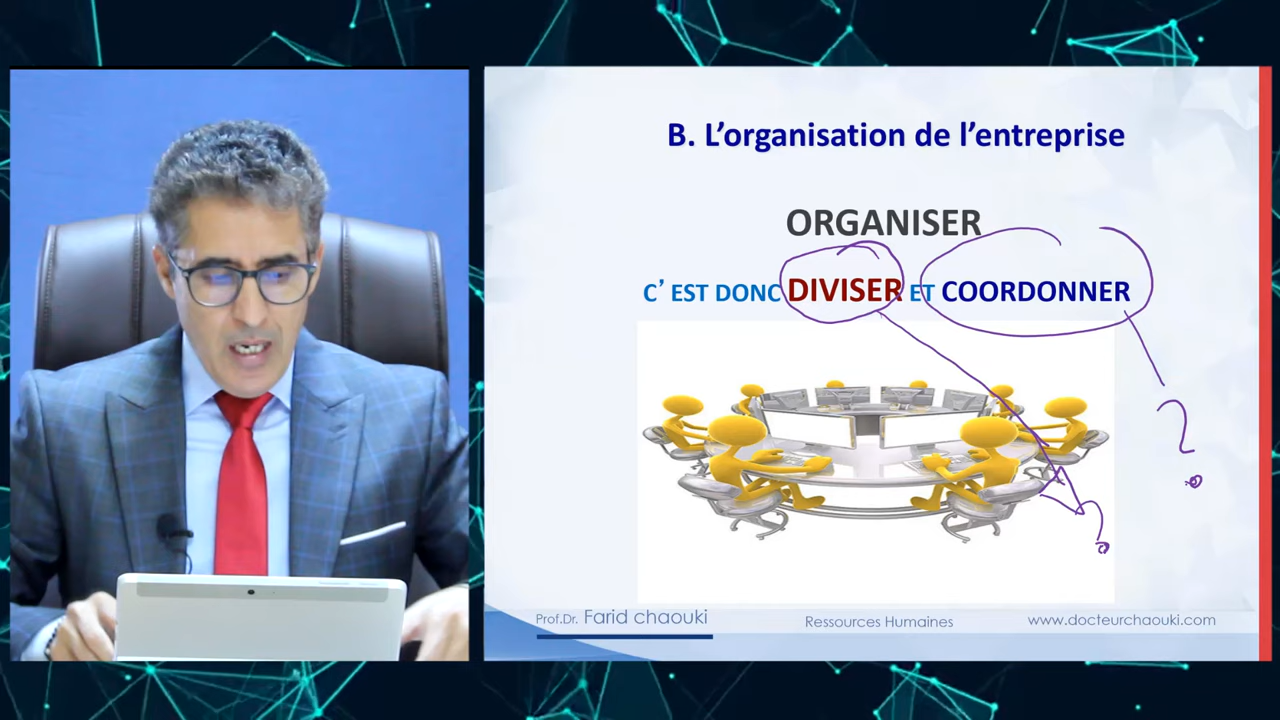 B. L’organisation de l’entreprise
ORGANISER
C’ EST DONC DIVISER ET COORDONNER
?
?
Prof.Dr. Farid chaouki
Ressources Humaines
www.docteurchaouki.com